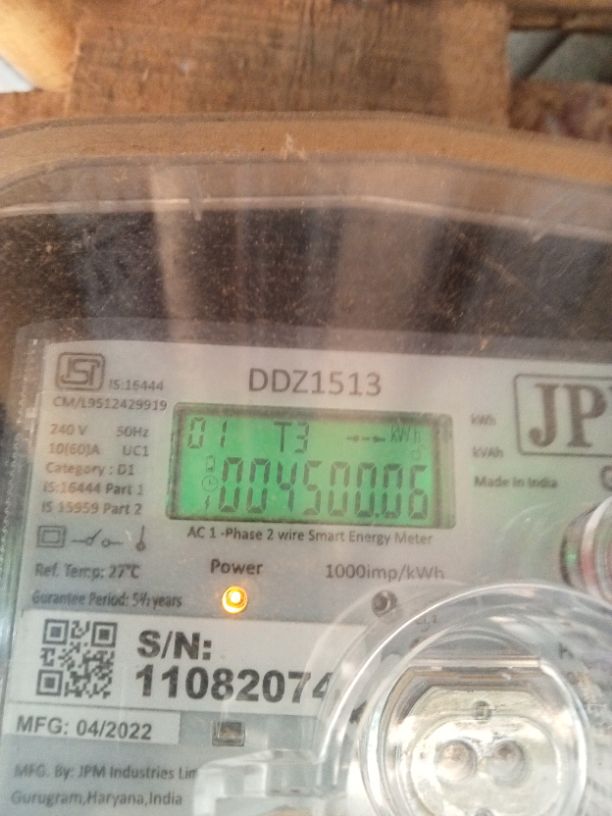 ISI IS:16444
CM/L9512429919
DDZ1513
JP
240 V 50Hz
10(60)A UC1
Category : D1
IS:16444 Part 1
IS 15959 Part 2
01 T3 kWh
004500.06
kWh
kVAh
Made In India
AC 1 -Phase 2 wire Smart Energy Meter
Ref. Temp: 27°C
Power
1000imp/kWh
Gurantee Period: 5½ years
S/N:
11082074
MFG: 04/2022
MFG. By: JPM Industries Lim
Gurugram,Haryana,India